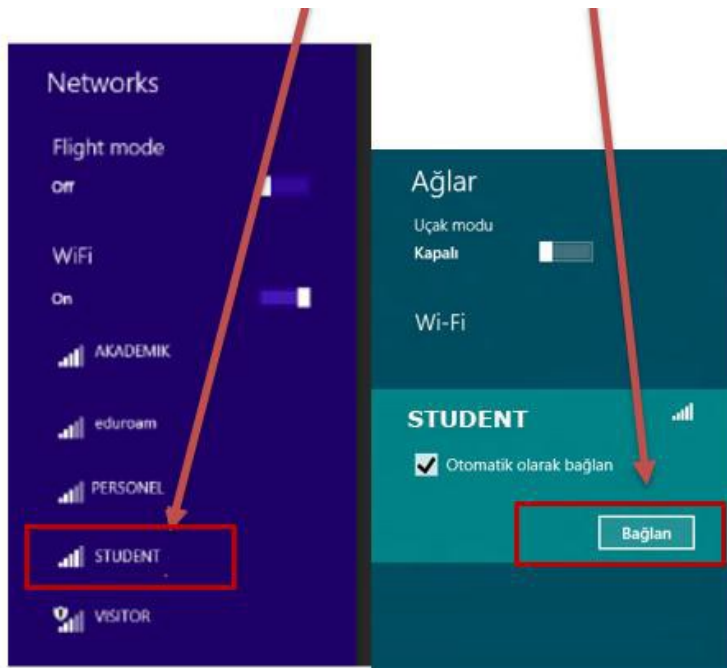 Networks
Flight mode
Off
WiFi
On
AKADEMIK
eduroam
PERSONEL
STUDENT
VISITOR
Ağlar
Uçak modu
Kapalı
Wi-Fi
STUDENT
Otomatik olarak bağlan
Bağlan